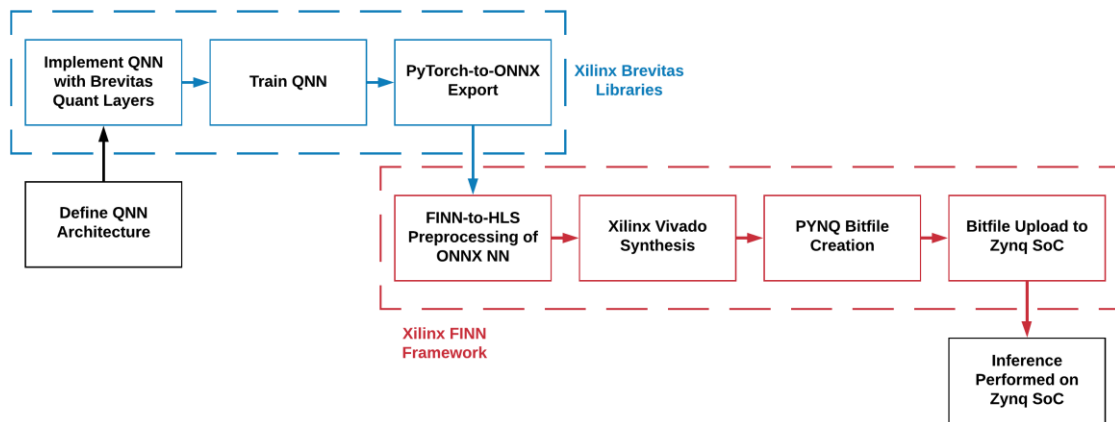 Implement QNN
with Brevitas
Quant Layers
Train QNN
PyTorch-to-ONNX
Export
Xilinx Brevitas
Libraries
Define QNN
Architecture
FINN-to-HLS
Preprocessing of
ONNX NN
Xilinx Vivado
Synthesis
PYNQ Bitfile
Creation
Bitfile Upload to
Zynq SoC
Xilinx FINN
Framework
Inference
Performed on
Zynq SoC